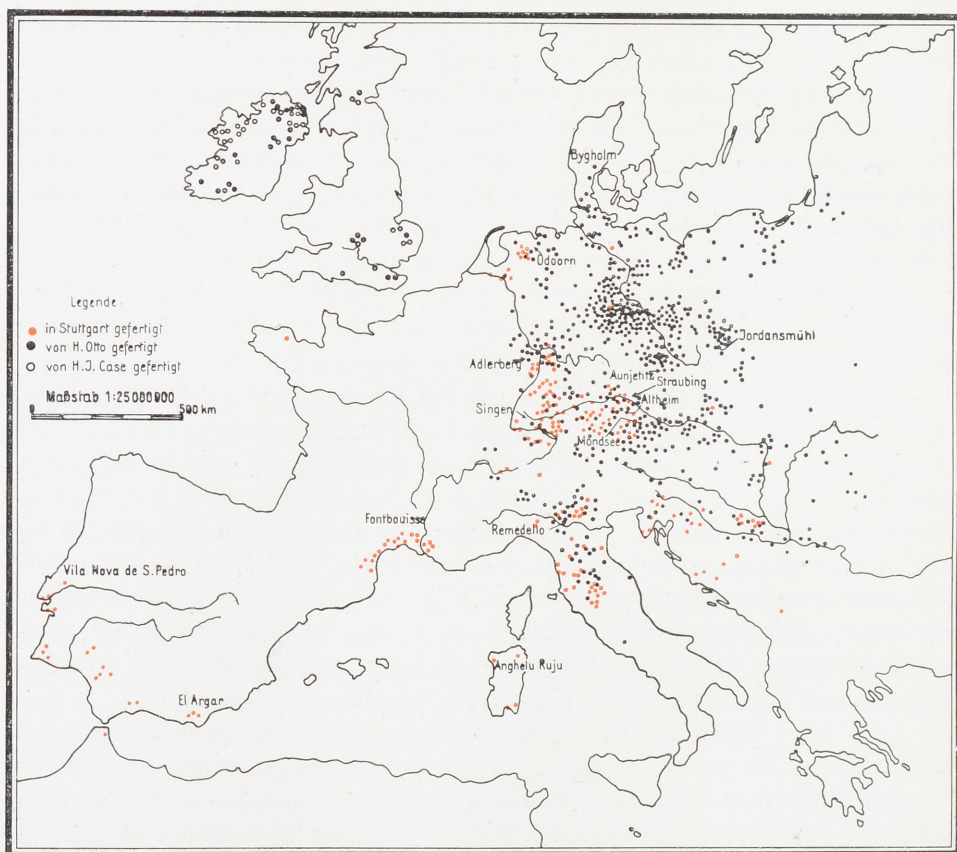 Bygholm
Odoorn
Legende :
in Stuttgart gefertigt
von H. Otto gefertigt
von H.J. Case gefertigt
Maßstab 1:25000000
0 500 km
Jordansmühl
Adlerberg
Aunjetitz
Straubing
Altheim
Singen
Mondsee
Fontbouisse
Remedello
Vila Nova de S. Pedro
Anghelu Ruju
El Argar